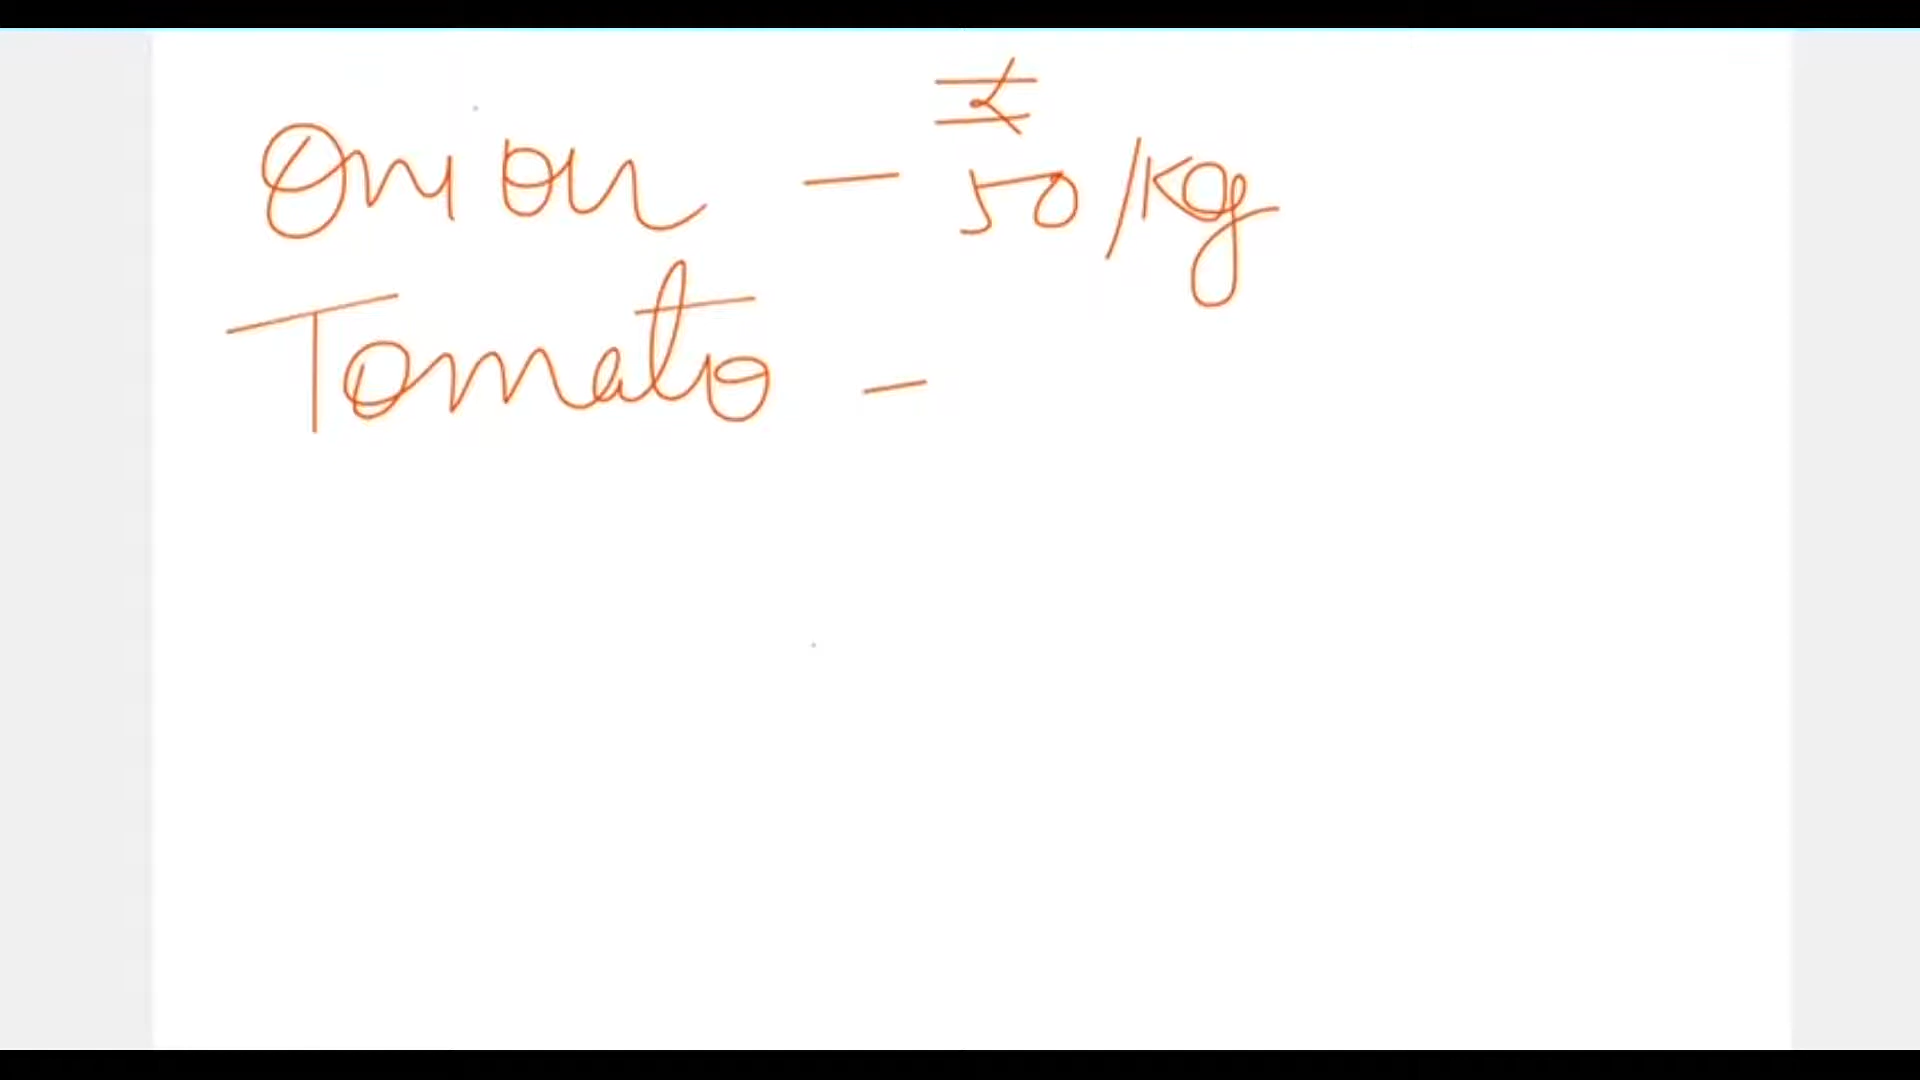 Onion - ₹ 50/Kg
Tomato -